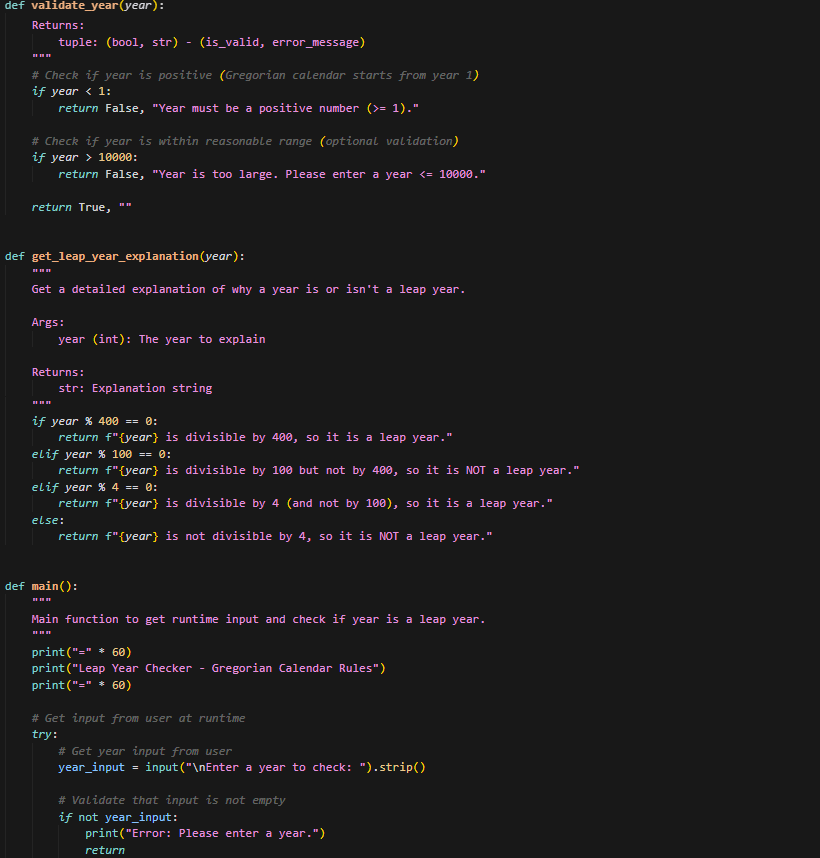 def validate_year(year):
    Returns:
        tuple: (bool, str) - (is_valid, error_message)
    """
    # Check if year is positive (Gregorian calendar starts from year 1)
    if year < 1:
        return False, "Year must be a positive number (>= 1)."

    # Check if year is within reasonable range (optional validation)
    if year > 10000:
        return False, "Year is too large. Please enter a year <= 10000."

    return True, ""


def get_leap_year_explanation(year):
    """
    Get a detailed explanation of why a year is or isn't a leap year.

    Args:
        year (int): The year to explain

    Returns:
        str: Explanation string
    """
    if year % 400 == 0:
        return f"{year} is divisible by 400, so it is a leap year."
    elif year % 100 == 0:
        return f"{year} is divisible by 100 but not by 400, so it is NOT a leap year."
    elif year % 4 == 0:
        return f"{year} is divisible by 4 (and not by 100), so it is a leap year."
    else:
        return f"{year} is not divisible by 4, so it is NOT a leap year."


def main():
    """
    Main function to get runtime input and check if year is a leap year.
    """
    print("=" * 60)
    print("Leap Year Checker - Gregorian Calendar Rules")
    print("=" * 60)

    # Get input from user at runtime
    try:
        # Get year input from user
        year_input = input("\nEnter a year to check: ").strip()

        # Validate that input is not empty
        if not year_input:
            print("Error: Please enter a year.")
            return